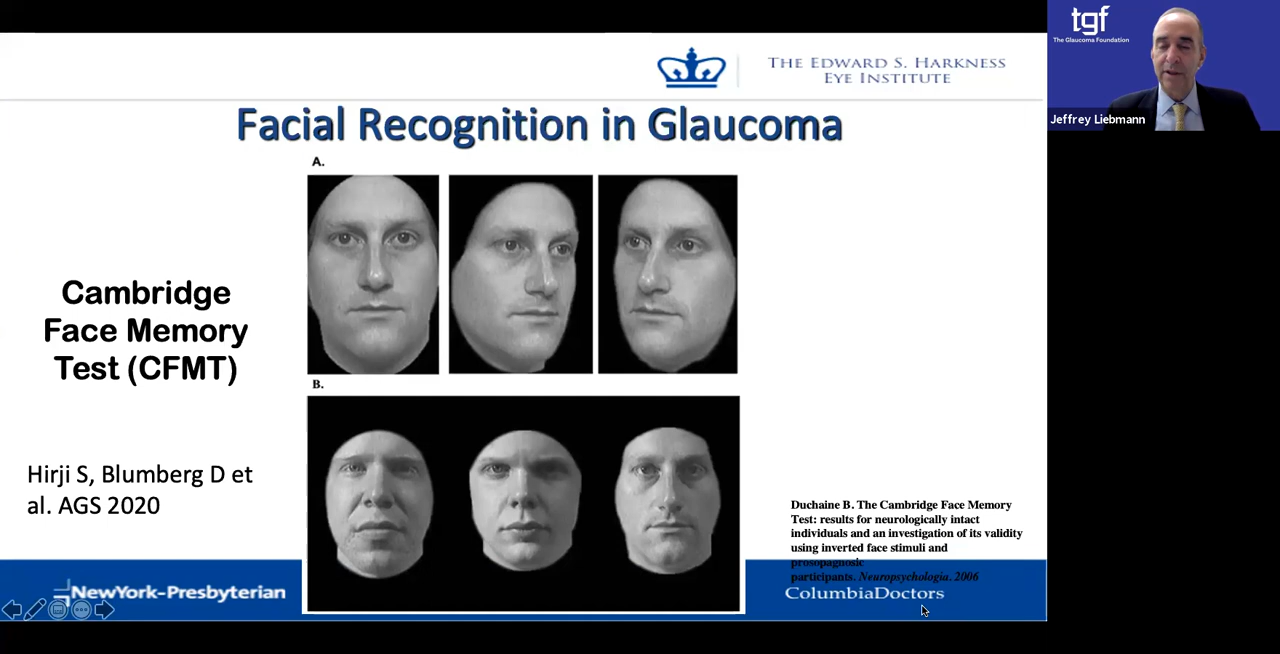 THE EDWARD S. HARKNESS
EYE INSTITUTE
tgf
The Glaucoma Foundation
Jeffrey Liebmann
Facial Recognition in Glaucoma
A.
Cambridge
Face Memory
Test (CFMT)
B.
Hirji S, Blumberg D et
al. AGS 2020
Duchaine B. The Cambridge Face Memory
Test: results for neurologically intact
individuals and an investigation of its validity
using inverted face stimuli and
prosopagnosic
participants. Neuropsychologia. 2006
NewYork-Presbyterian
ColumbiaDoctors